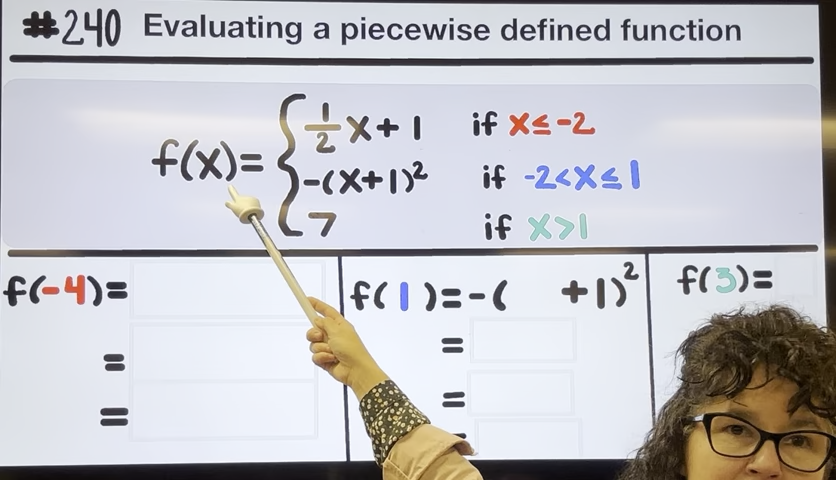 #240 Evaluating a piecewise defined function
f(x)= { 1/2 x+1 if x≤-2
-(x+1)² if -2<x≤1
7 if x>1
f(-4)= f(1)=-( +1)² f(3)=
= =
= =